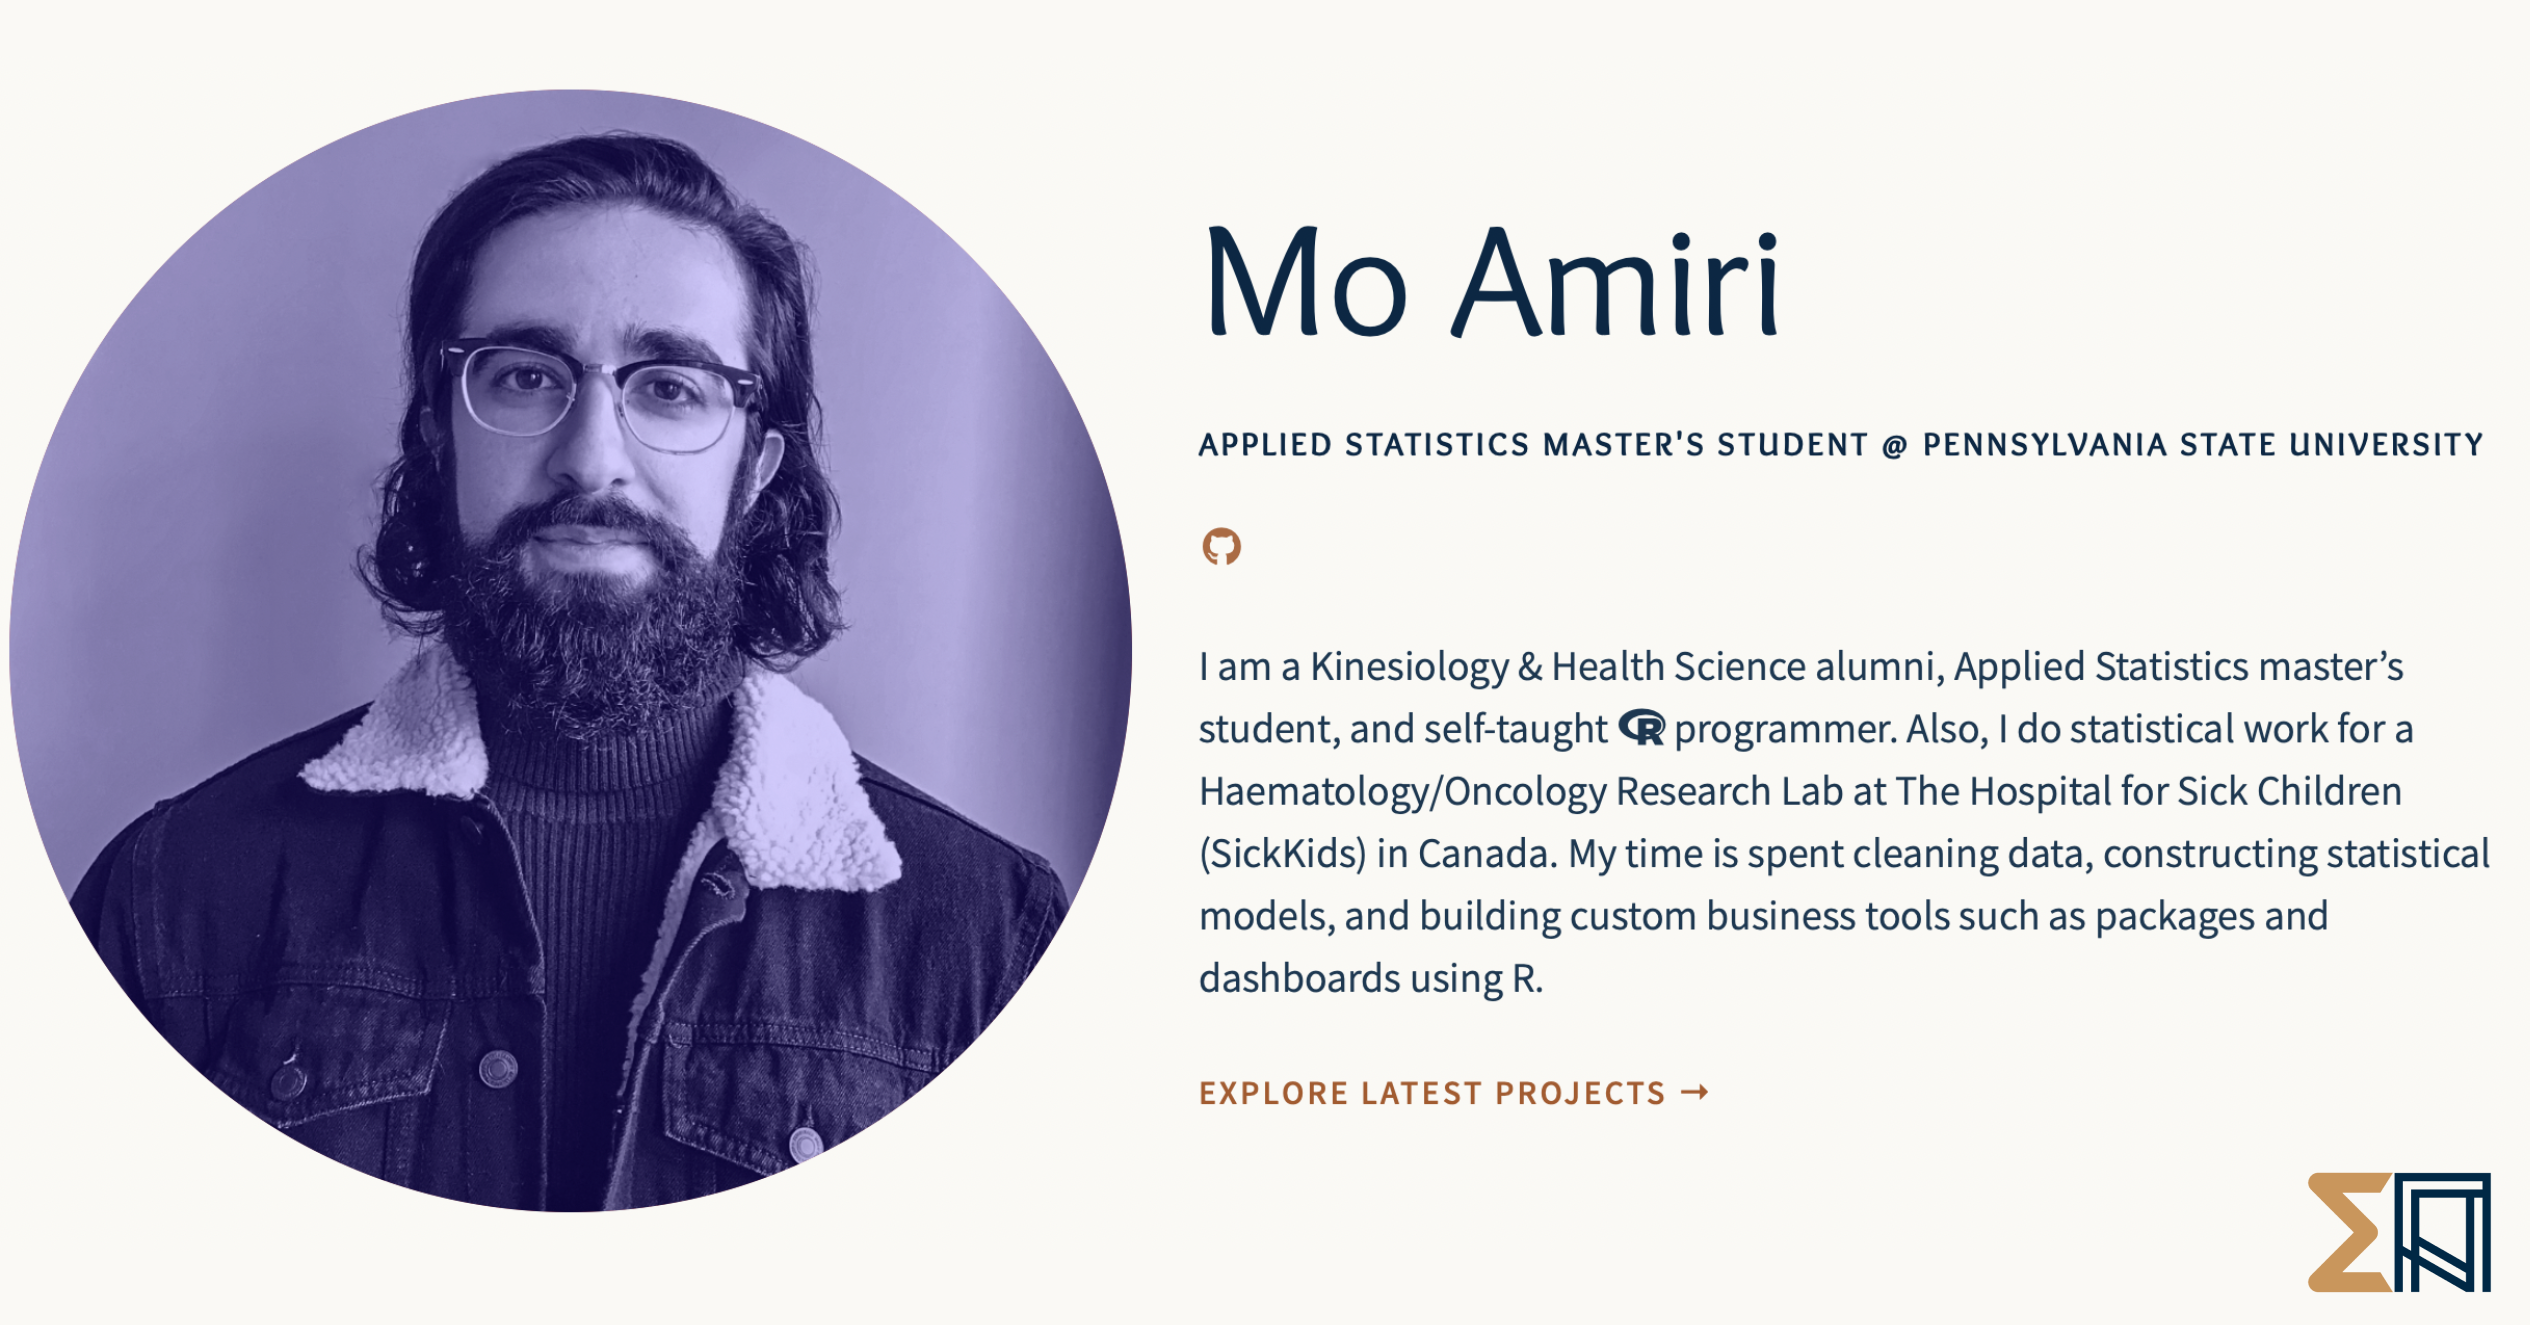 Mo Amiri
APPLIED STATISTICS MASTER'S STUDENT @ PENNSYLVANIA STATE UNIVERSITY
I am a Kinesiology & Health Science alumni, Applied Statistics master’s
student, and self-taught R programmer. Also, I do statistical work for a
Haematology/Oncology Research Lab at The Hospital for Sick Children
(SickKids) in Canada. My time is spent cleaning data, constructing statistical
models, and building custom business tools such as packages and
dashboards using R.
EXPLORE LATEST PROJECTS →